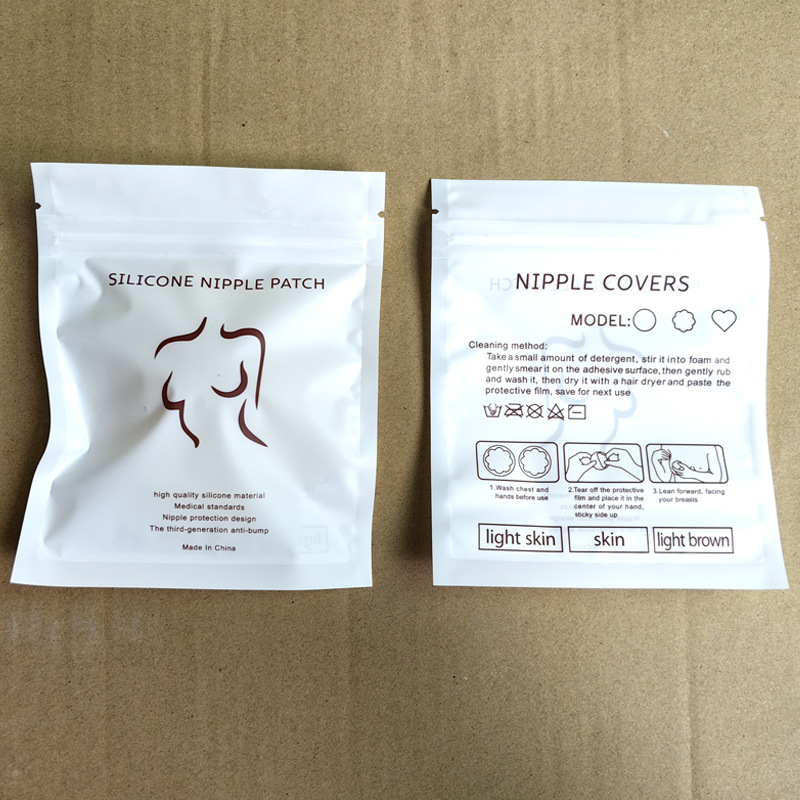 SILICONE NIPPLE PATCH
high quality silicone material
Medical standards
Nipple protection design
The third-generation anti-bump
Made In China
NIPPLE COVERS
MODEL:
Cleaning method:
Take a small amount of detergent, stir it into foam and
gently smear it on the adhesive surface, then gently rub
and wash it, then dry it with a hair dryer and paste the
protective film, save for next use
1.Wash chest and
hands before use
2.Tear off the protective
film and place it in the
center of your hand,
sticky side up
3.Lean forward, facing
your breasts
light skin
skin
light brown